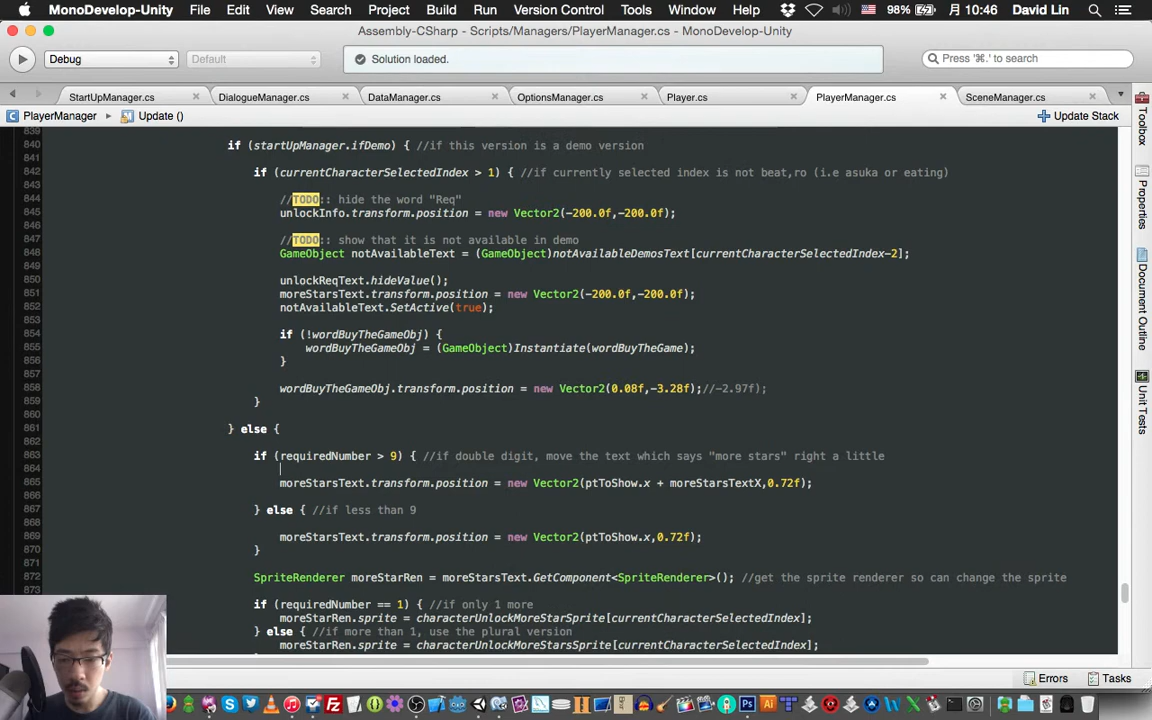 MonoDevelop-Unity File Edit View Search Project Build Run Version Control Tools Window Help 98% 月 10:46 David Lin
Assembly-CSharp - Scripts/Managers/PlayerManager.cs - MonoDevelop-Unity
Debug Default Solution loaded. Press '⌘.' to search
StartUpManager.cs DialogueManager.cs DataManager.cs OptionsManager.cs Player.cs PlayerManager.cs SceneManager.cs
PlayerManager Update () Update Stack
839
840 if (startUpManager.ifDemo) { //if this version is a demo version
841
842 if (currentCharacterSelectedIndex > 1) { //if currently selected index is not beat,ro (i.e asuka or eating)
843
844 //TODO:: hide the word "Req"
845 unlockInfo.transform.position = new Vector2(-200.0f,-200.0f);
846
847 //TODO:: show that it is not available in demo
848 GameObject notAvailableText = (GameObject)notAvailableDemosText[currentCharacterSelectedIndex-2];
849
850 unlockReqText.hideValue();
851 moreStarsText.transform.position = new Vector2(-200.0f,-200.0f);
852 notAvailableText.SetActive(true);
853
854 if (!wordBuyTheGameObj) {
855 wordBuyTheGameObj = (GameObject)Instantiate(wordBuyTheGame);
856 }
857
858 wordBuyTheGameObj.transform.position = new Vector2(0.08f,-3.28f);//-2.97f);
859 }
860
861 } else {
862
863 if (requiredNumber > 9) { //if double digit, move the text which says "more stars" right a little
864
865 moreStarsText.transform.position = new Vector2(ptToShow.x + moreStarsTextX,0.72f);
866
867 } else { //if less than 9
868
869 moreStarsText.transform.position = new Vector2(ptToShow.x,0.72f);
870 }
871
872 SpriteRenderer moreStarRen = moreStarsText.GetComponent<SpriteRenderer>(); //get the sprite renderer so can change the sprite
873
if (requiredNumber == 1) { //if only 1 more
moreStarRen.sprite = characterUnlockMoreStarSprite[currentCharacterSelectedIndex];
} else { //if more than 1, use the plural version
moreStarRen.sprite = characterUnlockMoreStarsSprite[currentCharacterSelectedIndex];
Toolbox
Properties
Document Outline
Unit Tests
Errors Tasks